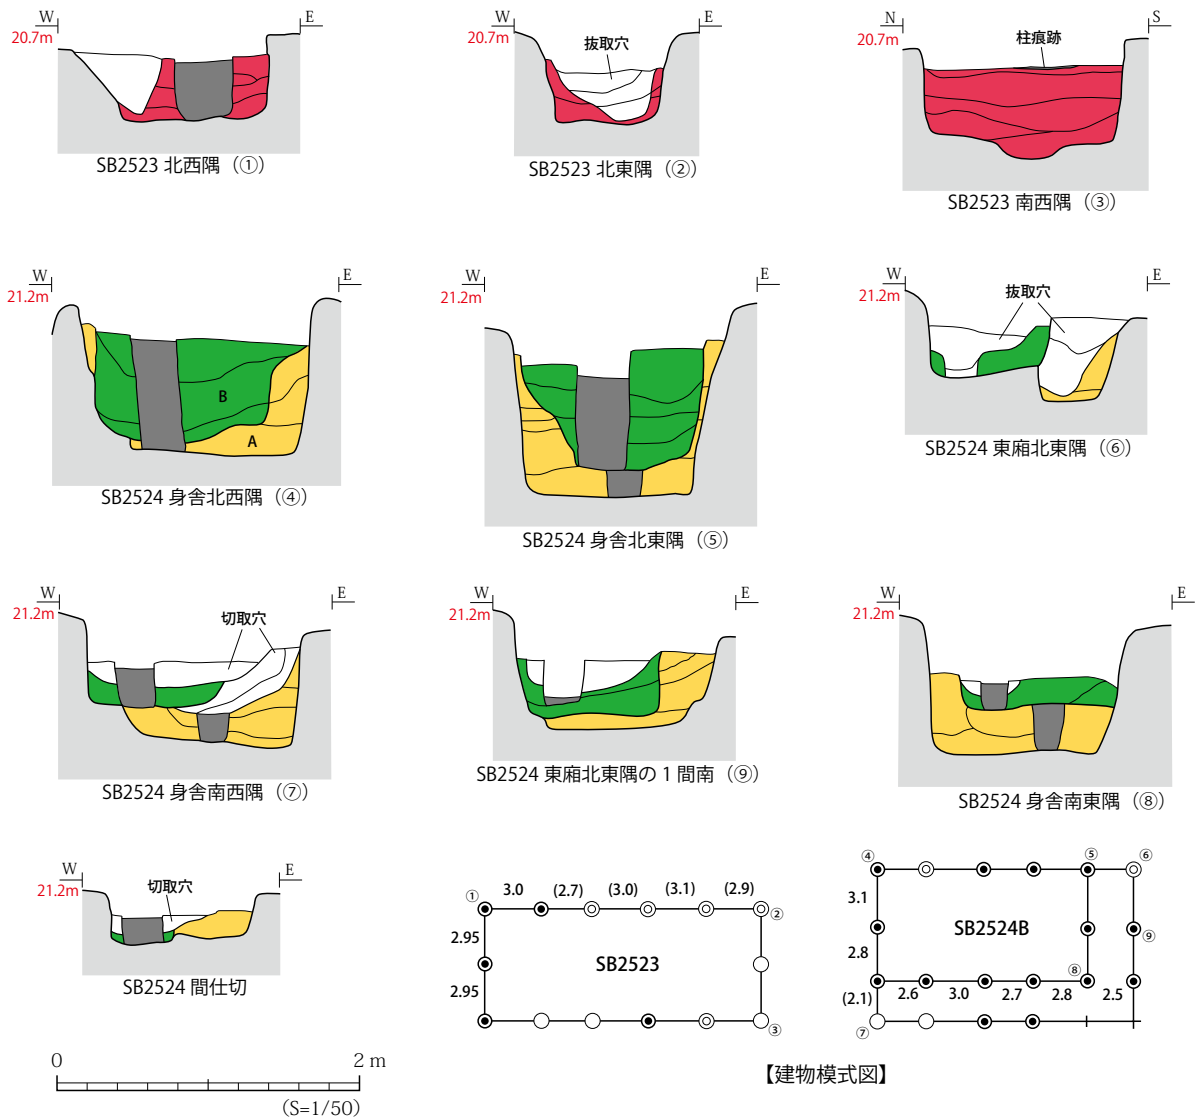 W E
20.7m
SB2523 北西隅（①）
W E
20.7m
抜取穴
SB2523 北東隅（②）
N S
20.7m
柱痕跡
SB2523 南西隅（③）
W E
21.2m
B
A
SB2524 身舎北西隅（④）
W E
21.2m
SB2524 身舎北東隅（⑤）
W E
21.2m
抜取穴
SB2524 東廂北東隅（⑥）
W E
21.2m
切取穴
SB2524 身舎南西隅（⑦）
W E
21.2m
SB2524 東廂北東隅の1間南（⑨）
W E
21.2m
SB2524 身舎南東隅（⑧）
W E
21.2m
切取穴
SB2524 間仕切
① 3.0 (2.7) (3.0) (3.1) (2.9) ②
2.95
SB2523
2.95
③
④ ⑤ ⑥
3.1
SB2524B ⑨
2.8
⑧
(2.1) 2.6 3.0 2.7 2.8 2.5
⑦
【建物模式図】
0 2 m
(S=1/50)